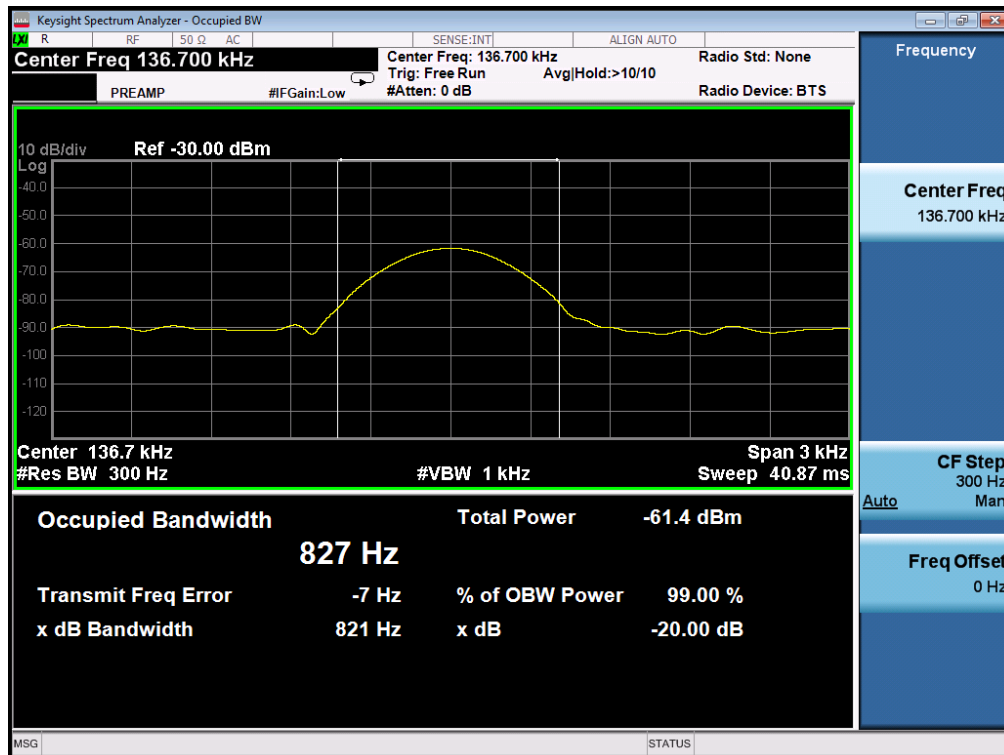 Keysight Spectrum Analyzer - Occupied BW
LXI R RF 50 Ω AC SENSE:INT ALIGN AUTO
Center Freq 136.700 kHz
Center Freq: 136.700 kHz Radio Std: None
Trig: Free Run Avg|Hold:>10/10
PREAMP #IFGain:Low #Atten: 0 dB Radio Device: BTS
10 dB/div Ref -30.00 dBm
Log
-40.0
-50.0
-60.0
-70.0
-80.0
-90.0
-100
-110
-120
Center 136.7 kHz Span 3 kHz
#Res BW 300 Hz #VBW 1 kHz Sweep 40.87 ms
Occupied Bandwidth Total Power -61.4 dBm
827 Hz
Transmit Freq Error -7 Hz % of OBW Power 99.00 %
x dB Bandwidth 821 Hz x dB -20.00 dB
MSG STATUS
Frequency
Center Freq
136.700 kHz
CF Step
300 Hz
Auto Man
Freq Offset
0 Hz